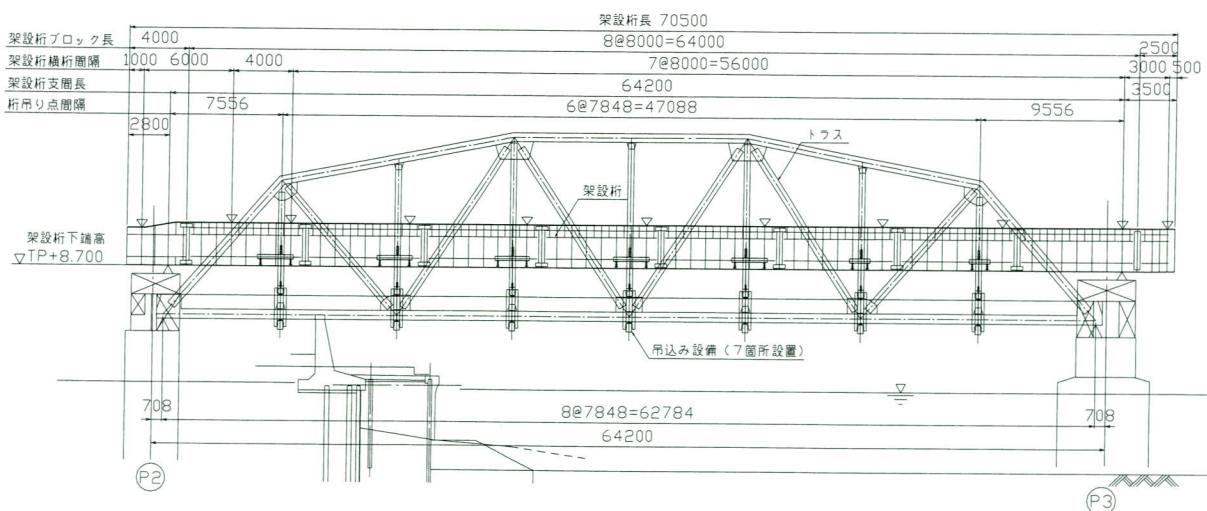 架設桁長 70500
架設桁ブロック長 4000 8@8000=64000 2500
架設桁横桁間隔 1000 6000 4000 7@8000=56000 3000 500
架設桁支間長 64200 3500
桁吊り点間隔 7556 6@7848=47088 9556
2800
トラス
架設桁
架設桁下端高
TP+8.700
吊込み設備（7箇所設置）
708 8@7848=62784 708
64200
P2 P3